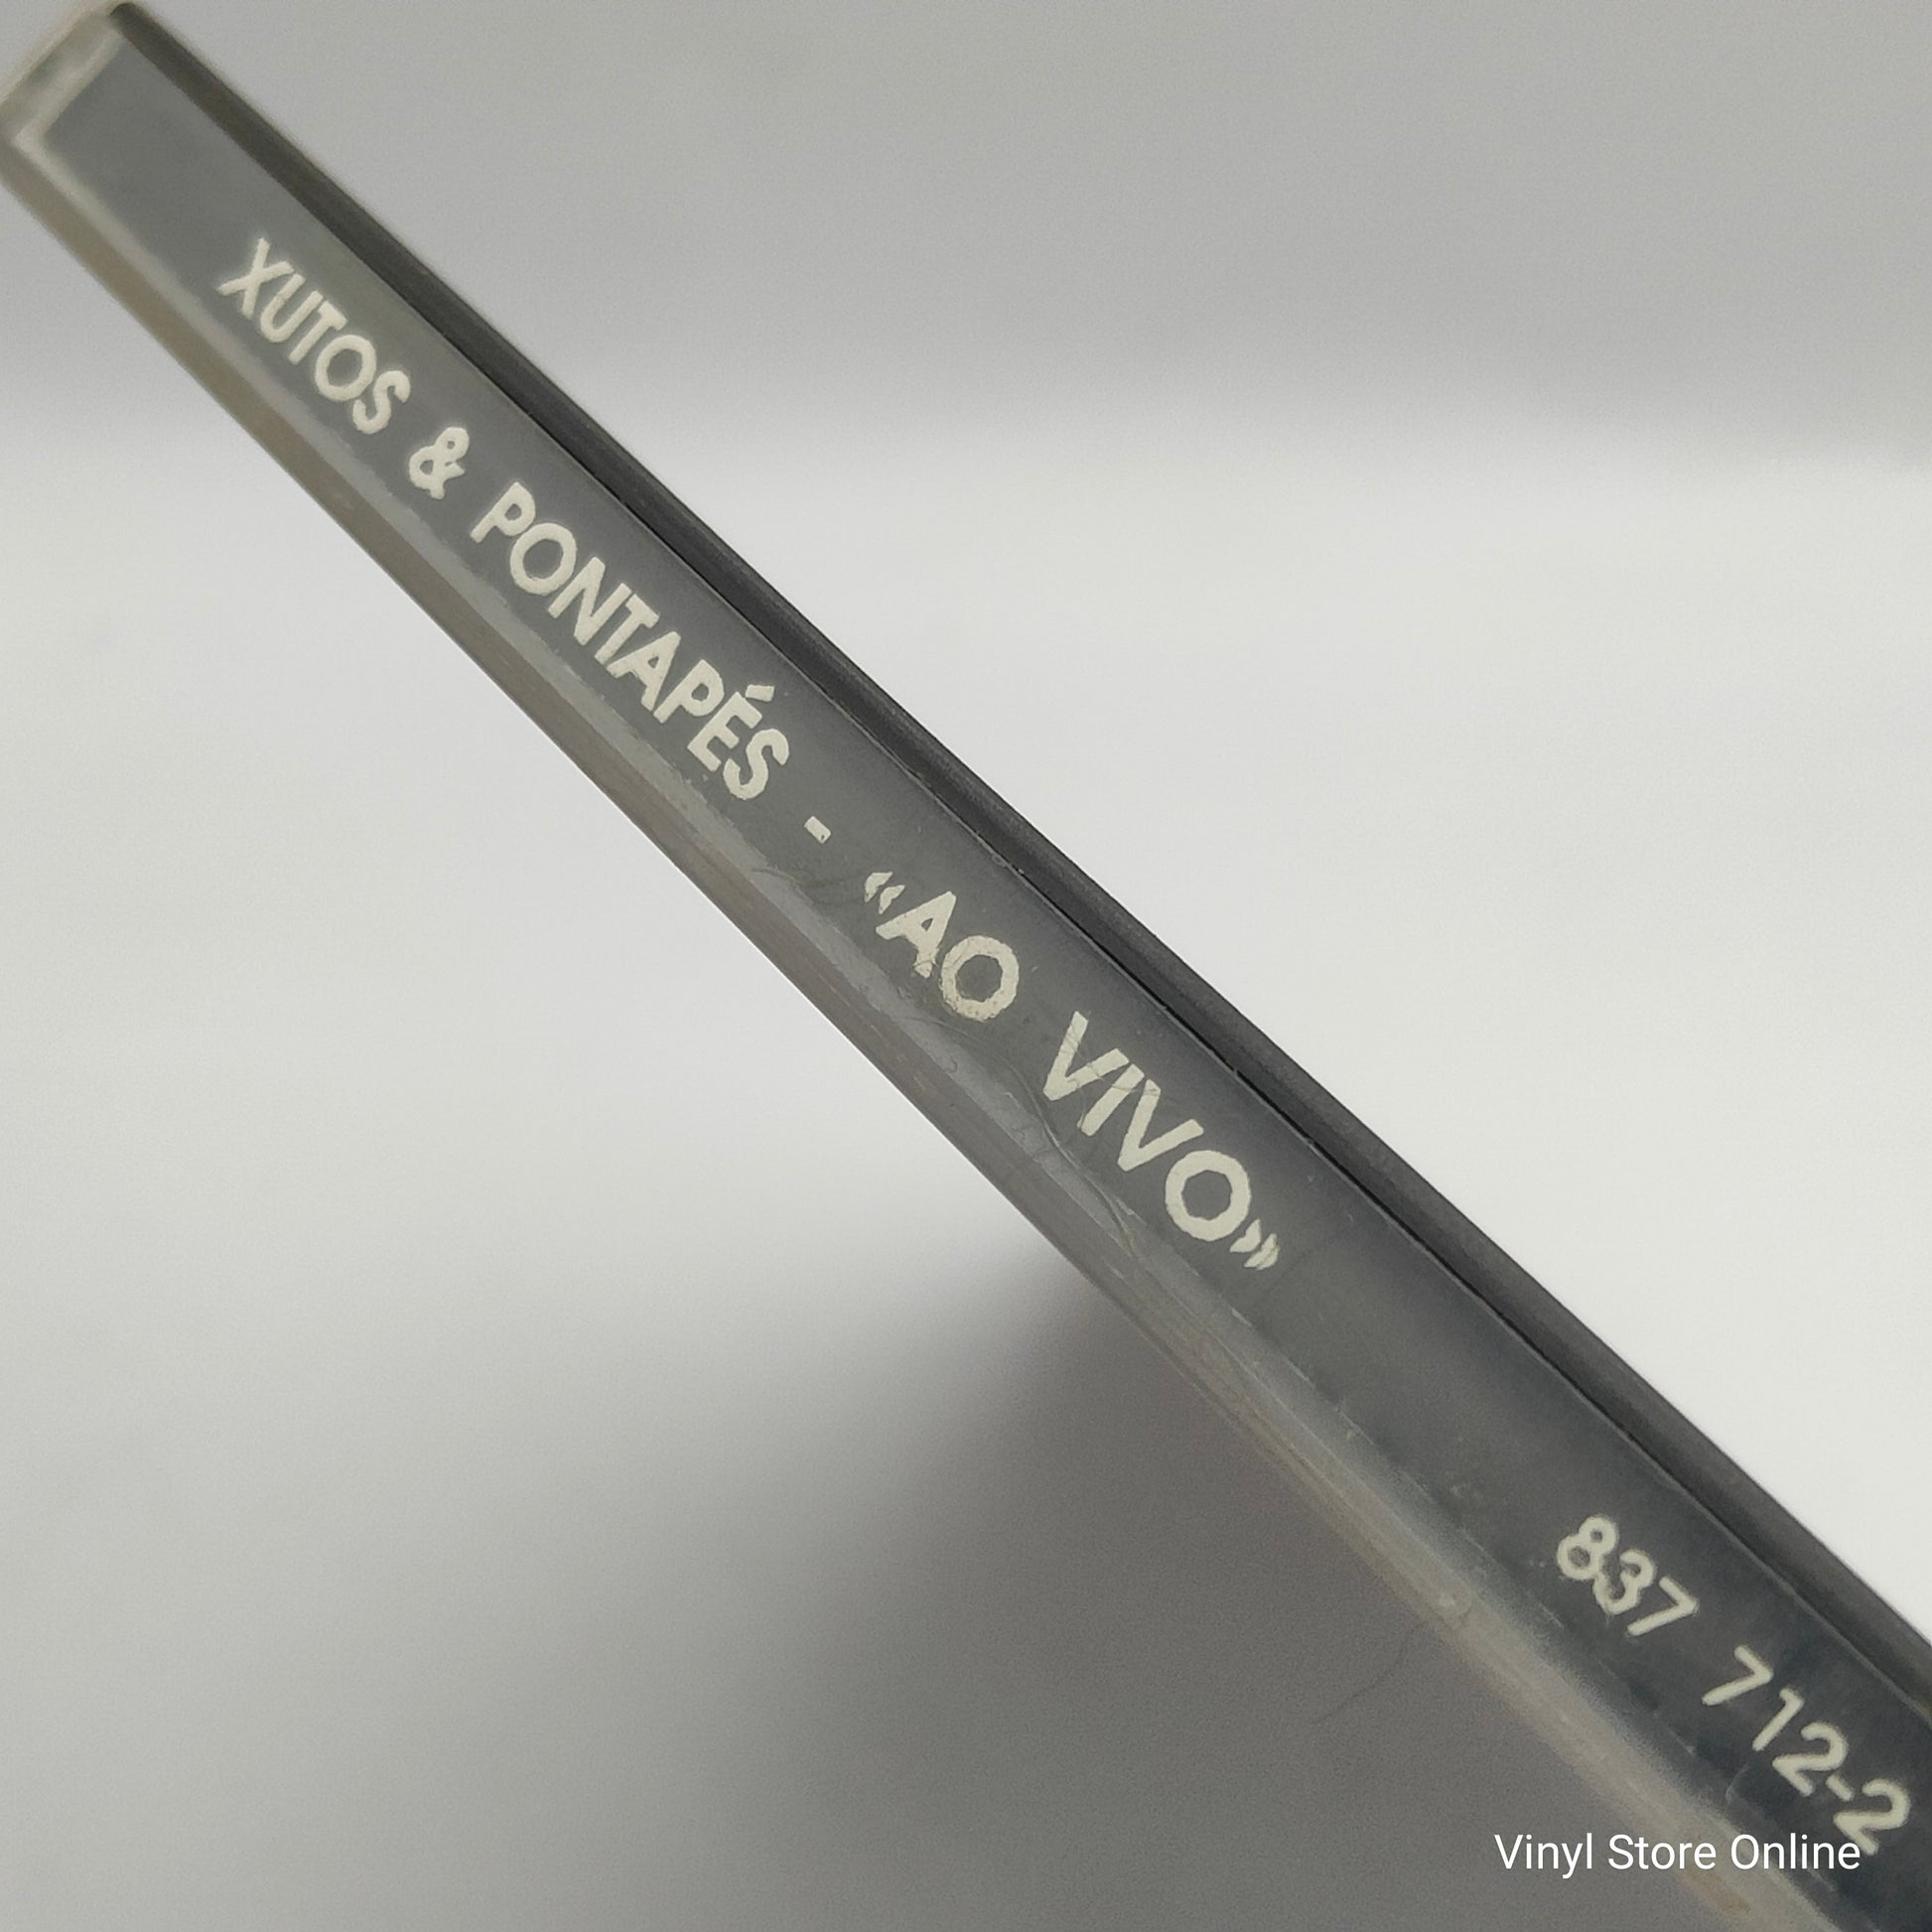 XUTOS & PONTAPÉS - «AO VIVO» 837 712-2
Vinyl Store Online